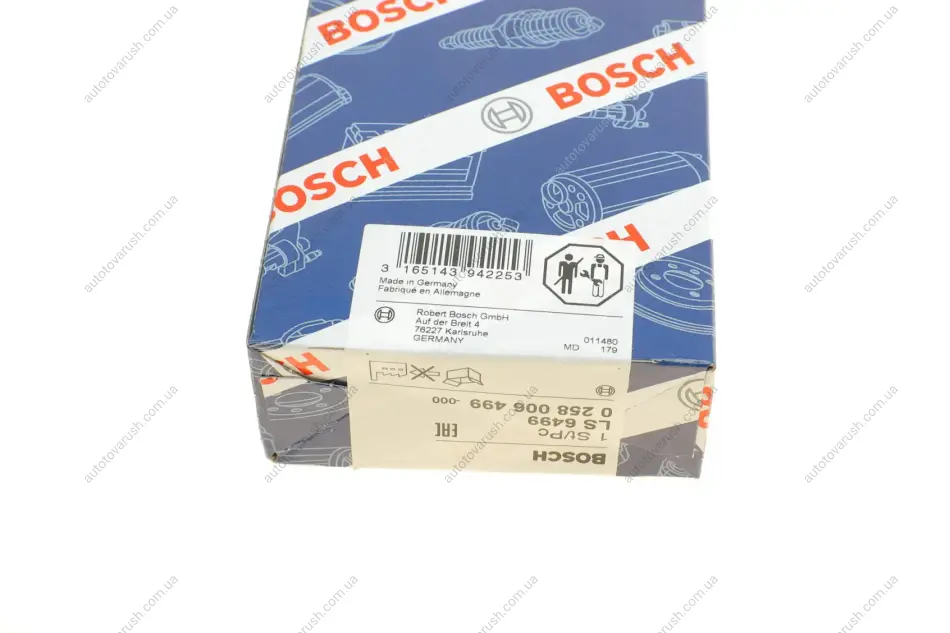 BOSCH
BOSCH
BOSCH
3 165143 942253
Made in Germany
Fabriqué en Allemagne
Robert Bosch GmbH
Auf der Breit 4
76227 Karlsruhe
GERMANY
011480
MD 179
BOSCH
1 St/Pc
LS 6499
0 258 006 499 -000
EAC
autotovarush.com.ua